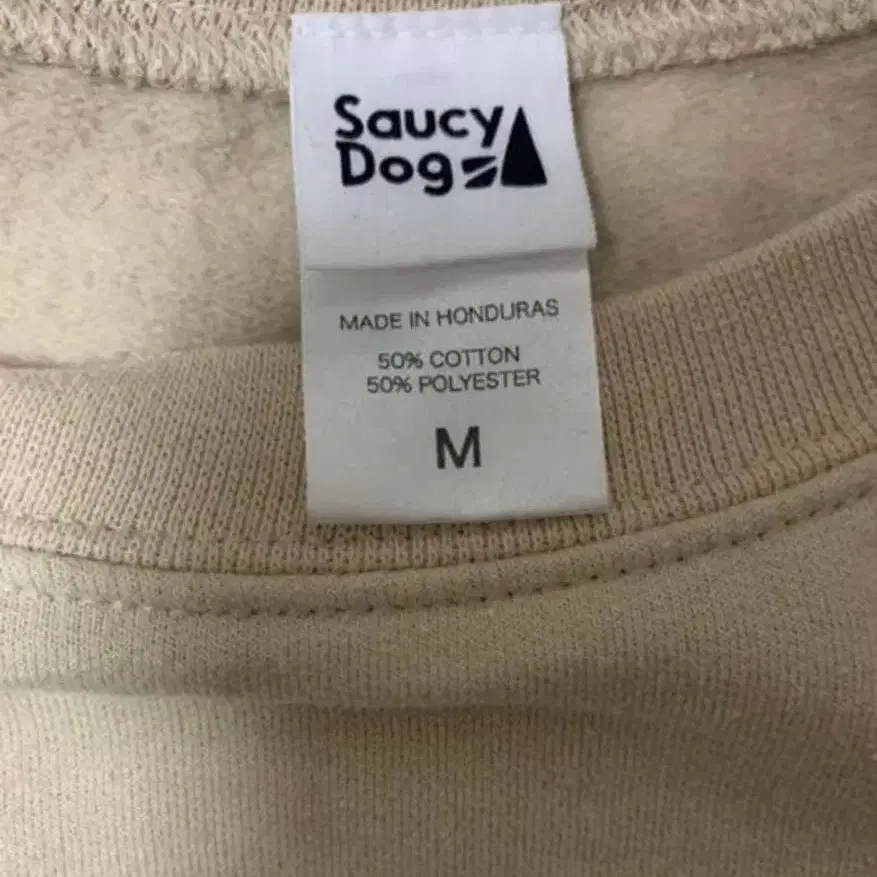 Saucy
Dog
MADE IN HONDURAS
50% COTTON
50% POLYESTER
M